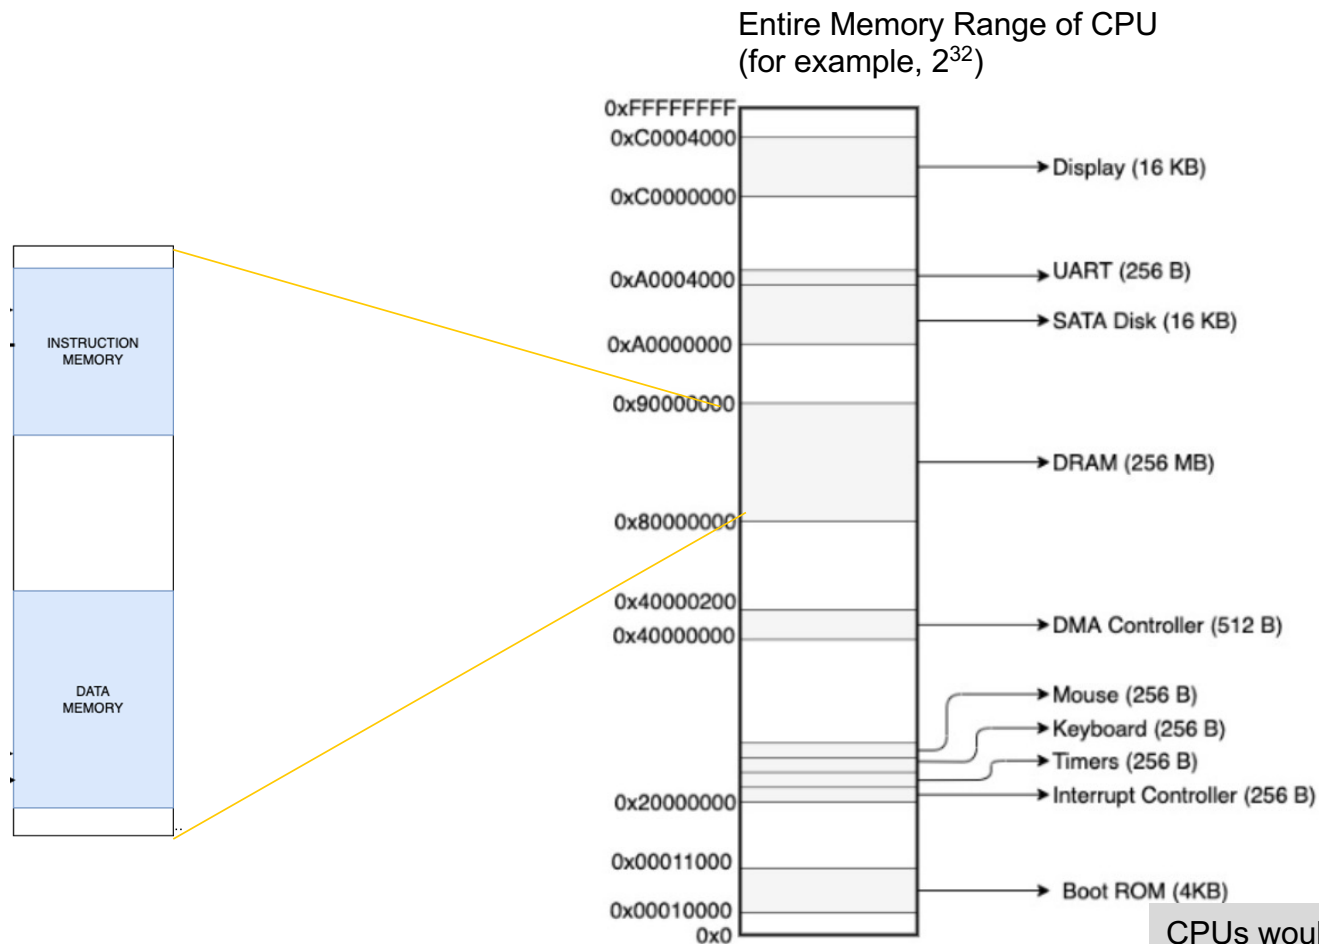 Entire Memory Range of CPU
(for example, 2³²)
0xFFFFFFFF
0xC0004000
Display (16 KB)
0xC0000000
UART (256 B)
0xA0004000
SATA Disk (16 KB)
0xA0000000
INSTRUCTION
MEMORY
0x90000000
DRAM (256 MB)
0x80000000
0x40000200
DMA Controller (512 B)
0x40000000
DATA
MEMORY
Mouse (256 B)
Keyboard (256 B)
Timers (256 B)
Interrupt Controller (256 B)
0x20000000
..
0x00011000
Boot ROM (4KB)
0x00010000
0x0
CPUs woul